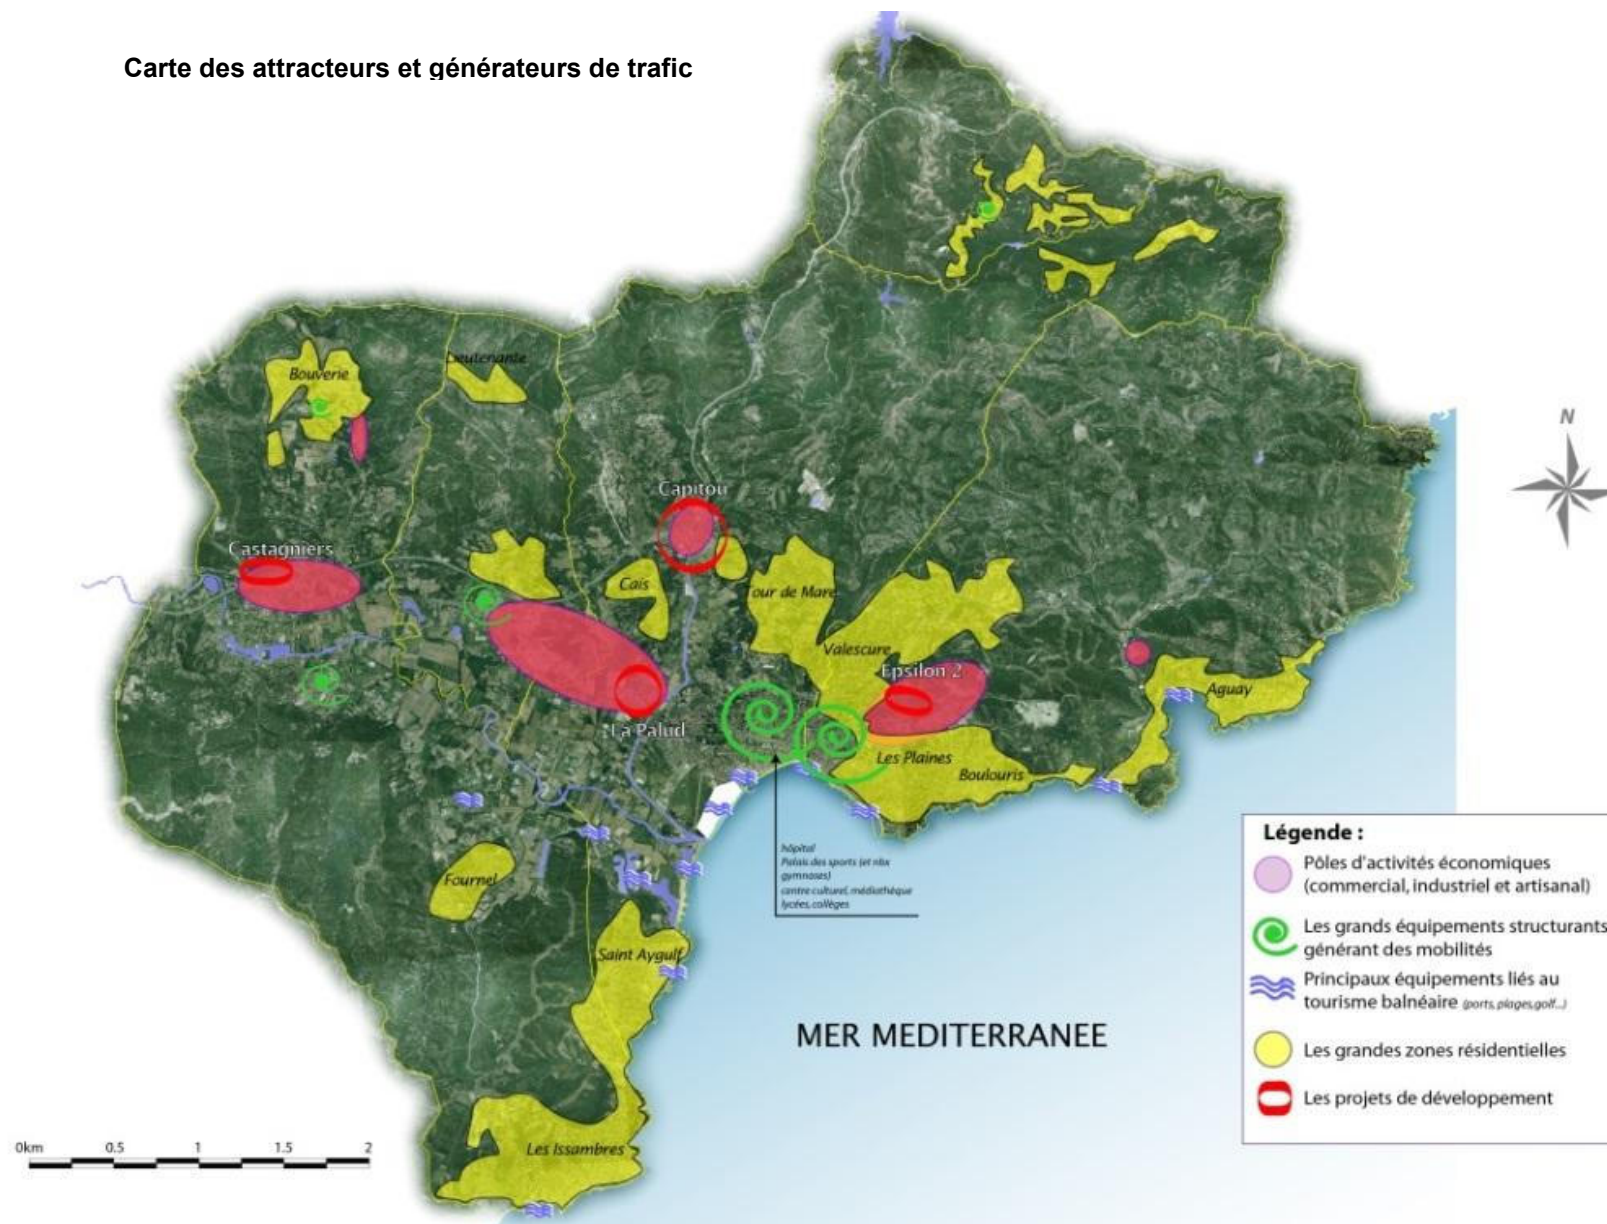 Carte des attracteurs et générateurs de trafic
Lieutenante
Bouverie
N
Capitou
Castagniers
Caïs
Tour de Mare
Valescure
Epsilon 2
Aguay
La Palud
Les Plaines
Boulouris
hôpital
Palais des sports (et nbx
gymnases)
centre culturel, médiathèque
lycées, collèges
Fournel
Saint Aygulf
MER MEDITERRANEE
Les Issambres
0km 0.5 1 1.5 2
Légende :
Pôles d'activités économiques
(commercial, industriel et artisanal)
Les grands équipements structurants
générant des mobilités
Principaux équipements liés au
tourisme balnéaire (ports, plages, golf...)
Les grandes zones résidentielles
Les projets de développement